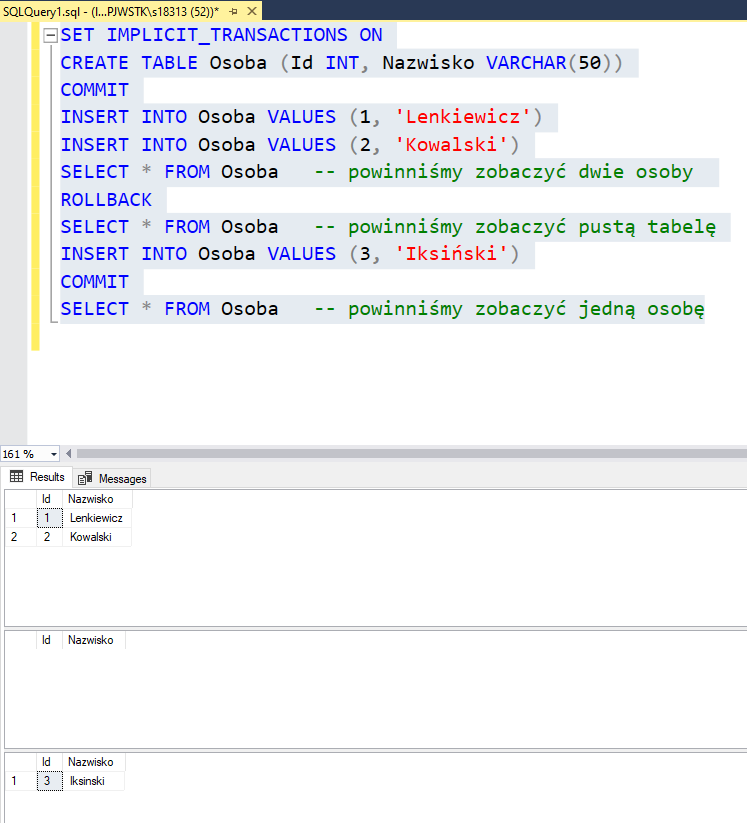 SQLQuery1.sql - (l...PJWSTK\s18313 (52))*
SET IMPLICIT_TRANSACTIONS ON
CREATE TABLE Osoba (Id INT, Nazwisko VARCHAR(50))
COMMIT
INSERT INTO Osoba VALUES (1, 'Lenkiewicz')
INSERT INTO Osoba VALUES (2, 'Kowalski')
SELECT * FROM Osoba   -- powinniśmy zobaczyć dwie osoby
ROLLBACK
SELECT * FROM Osoba   -- powinniśmy zobaczyć pustą tabelę
INSERT INTO Osoba VALUES (3, 'Iksiński')
COMMIT
SELECT * FROM Osoba   -- powinniśmy zobaczyć jedną osobę
161 %
Results Messages
Id Nazwisko
1 1 Lenkiewicz
2 2 Kowalski
Id Nazwisko
Id Nazwisko
1 3 Iksinski